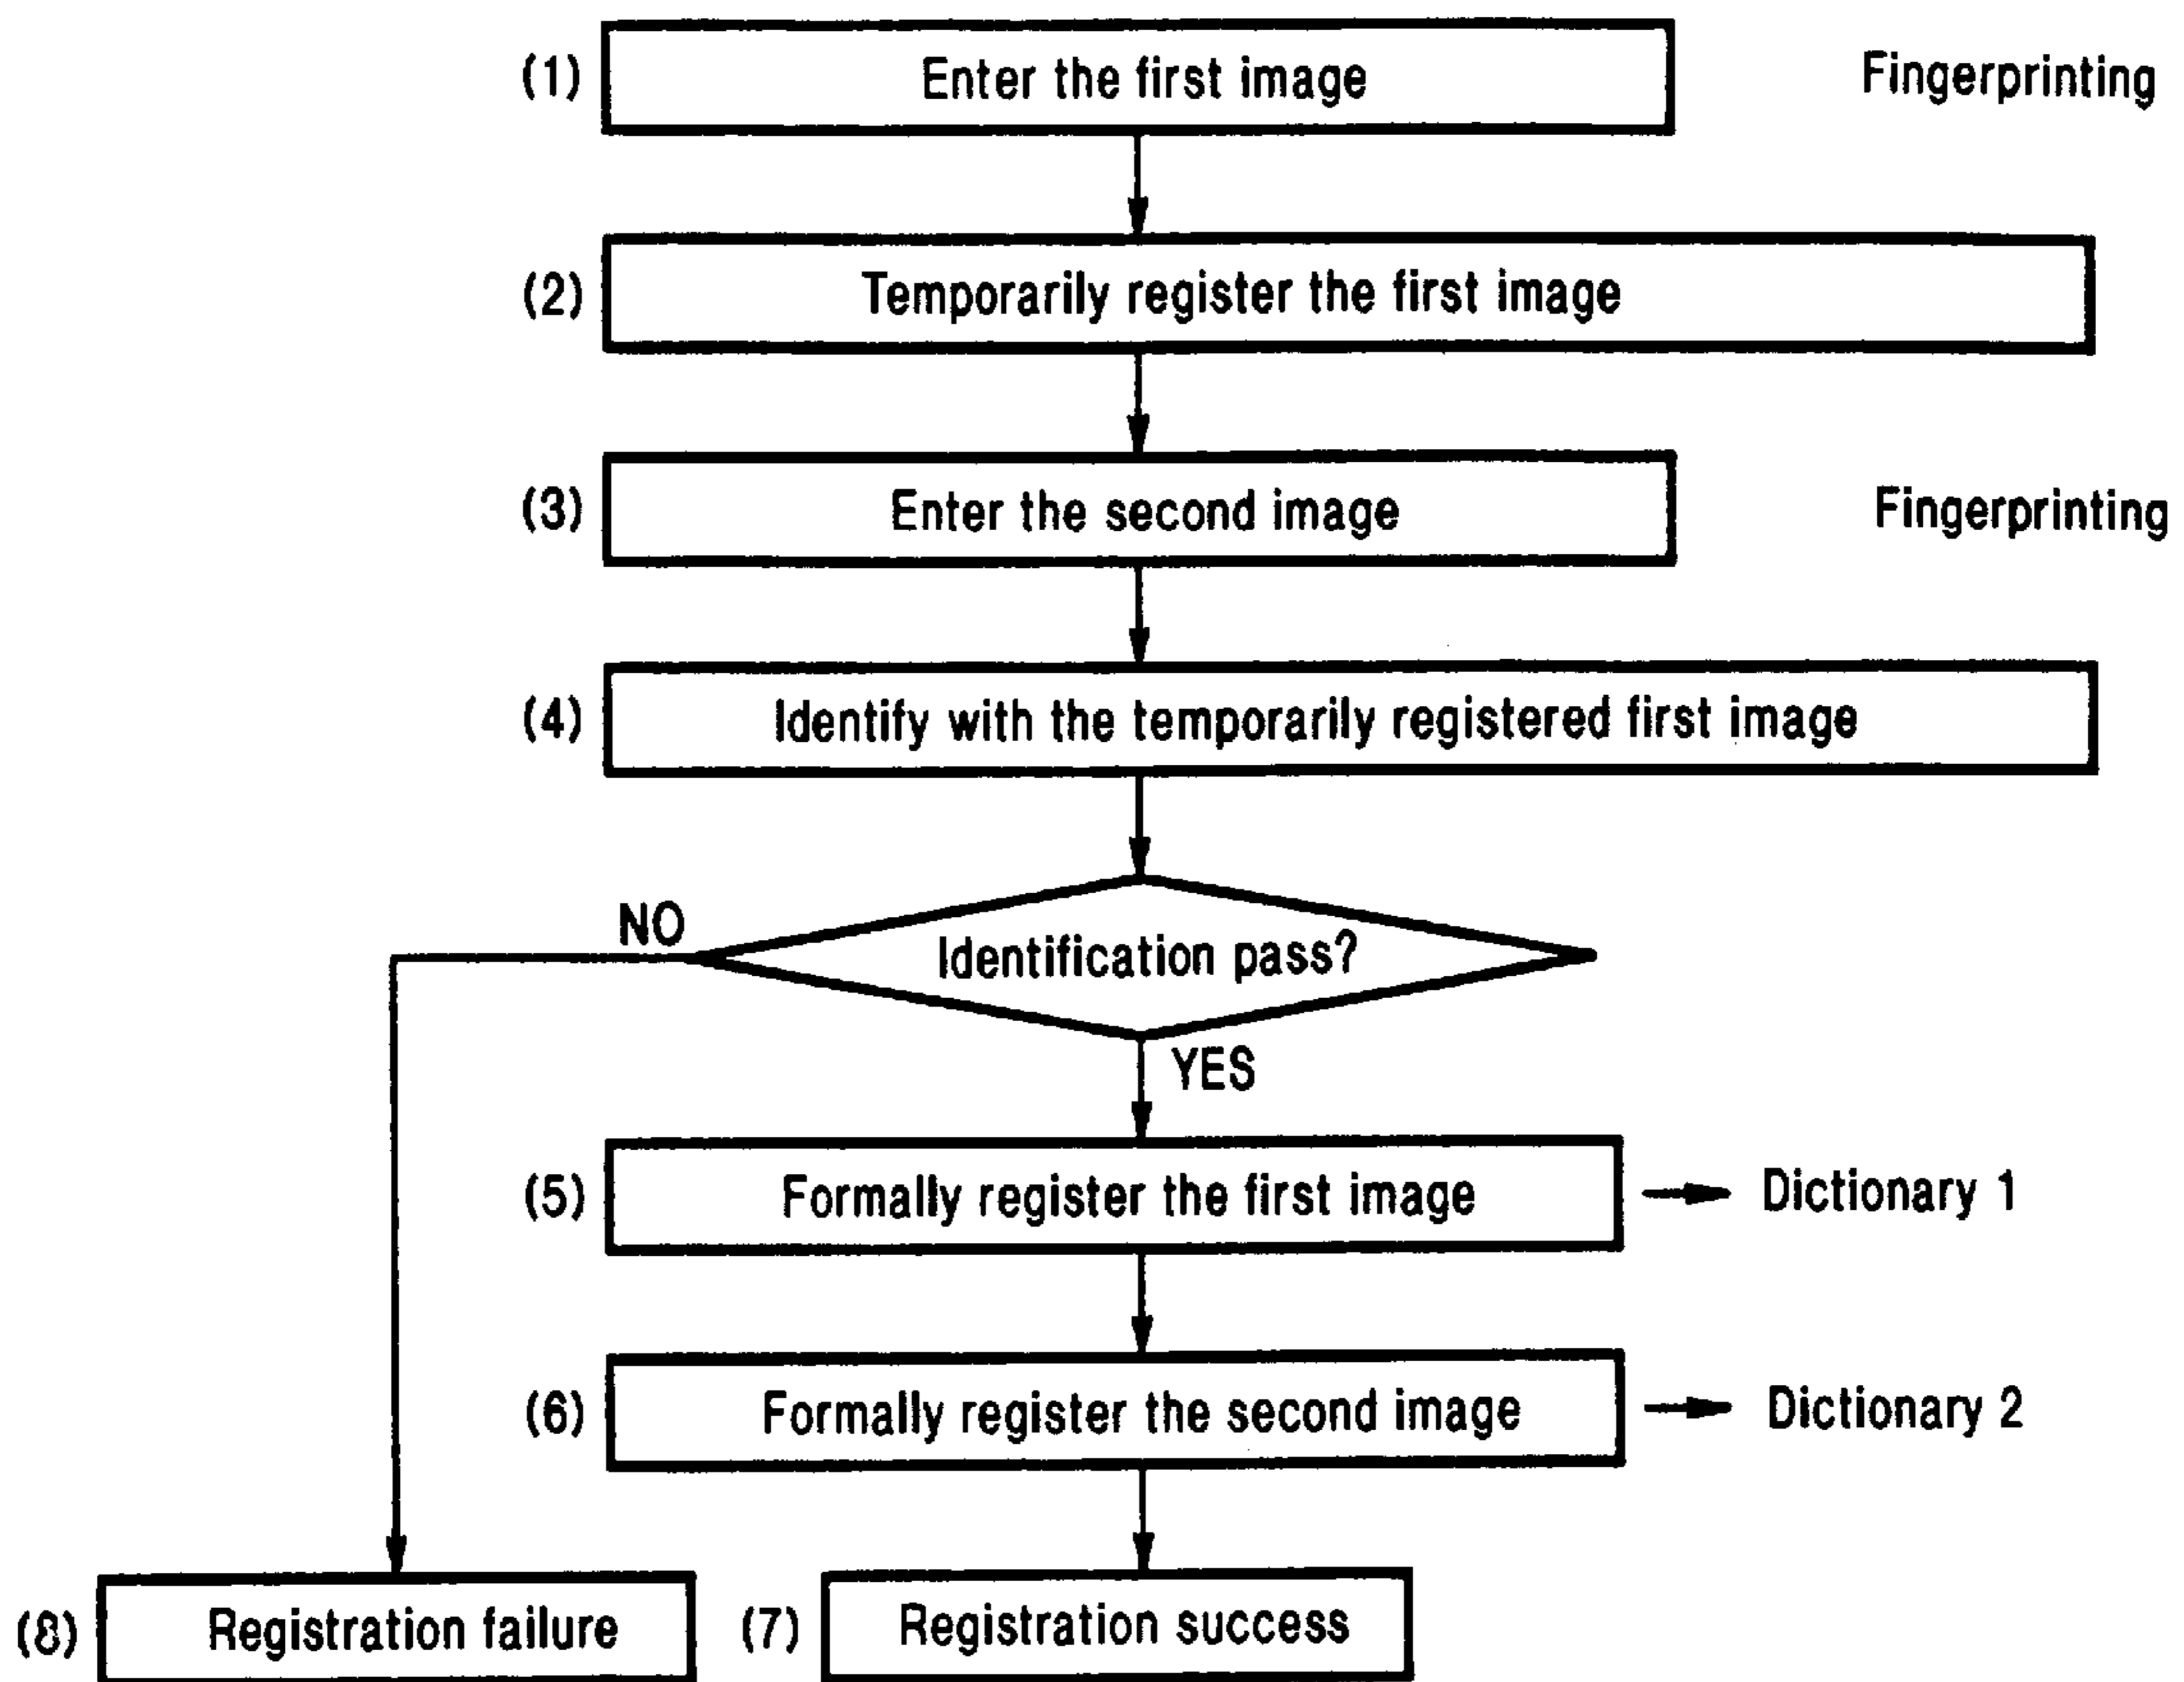 (1) Enter the first image Fingerprinting
(2) Temporarily register the first image
(3) Enter the second image Fingerprinting
(4) Identify with the temporarily registered first image
NO
Identification pass?
YES
(5) Formally register the first image Dictionary 1
(6) Formally register the second image Dictionary 2
(8) Registration failure
(7) Registration success